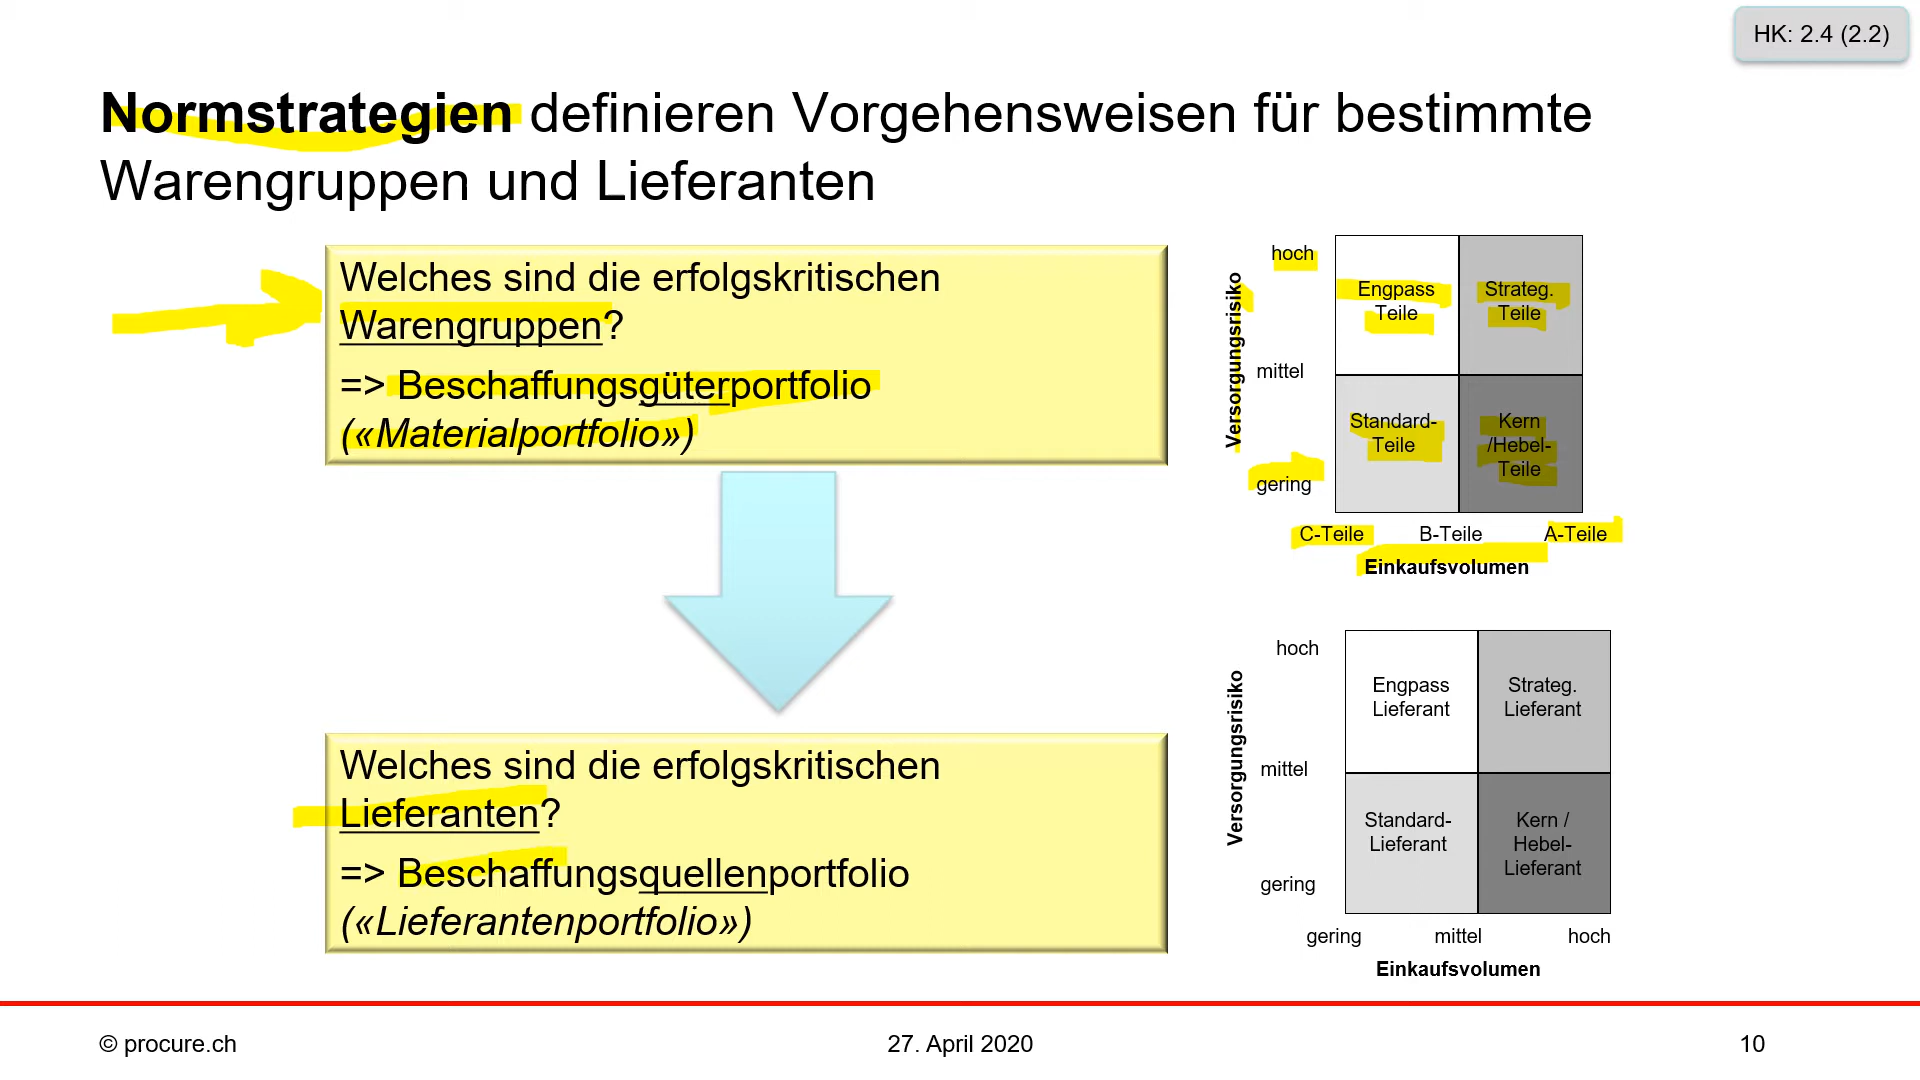 HK: 2.4 (2.2)
Normstrategien definieren Vorgehensweisen für bestimmte
Warengruppen und Lieferanten
Welches sind die erfolgskritischen
Warengruppen?
=> Beschaffungsgüterportfolio
(«Materialportfolio»)
Versorgungsrisiko
hoch
mittel
gering
Engpass
Teile
Strateg.
Teile
Standard-
Teile
Kern
/Hebel-
Teile
C-Teile B-Teile A-Teile
Einkaufsvolumen
Welches sind die erfolgskritischen
Lieferanten?
=> Beschaffungsquellenportfolio
(«Lieferantenportfolio»)
Versorgungsrisiko
hoch
mittel
gering
Engpass
Lieferant
Strateg.
Lieferant
Standard-
Lieferant
Kern /
Hebel-
Lieferant
gering mittel hoch
Einkaufsvolumen
© procure.ch 27. April 2020 10